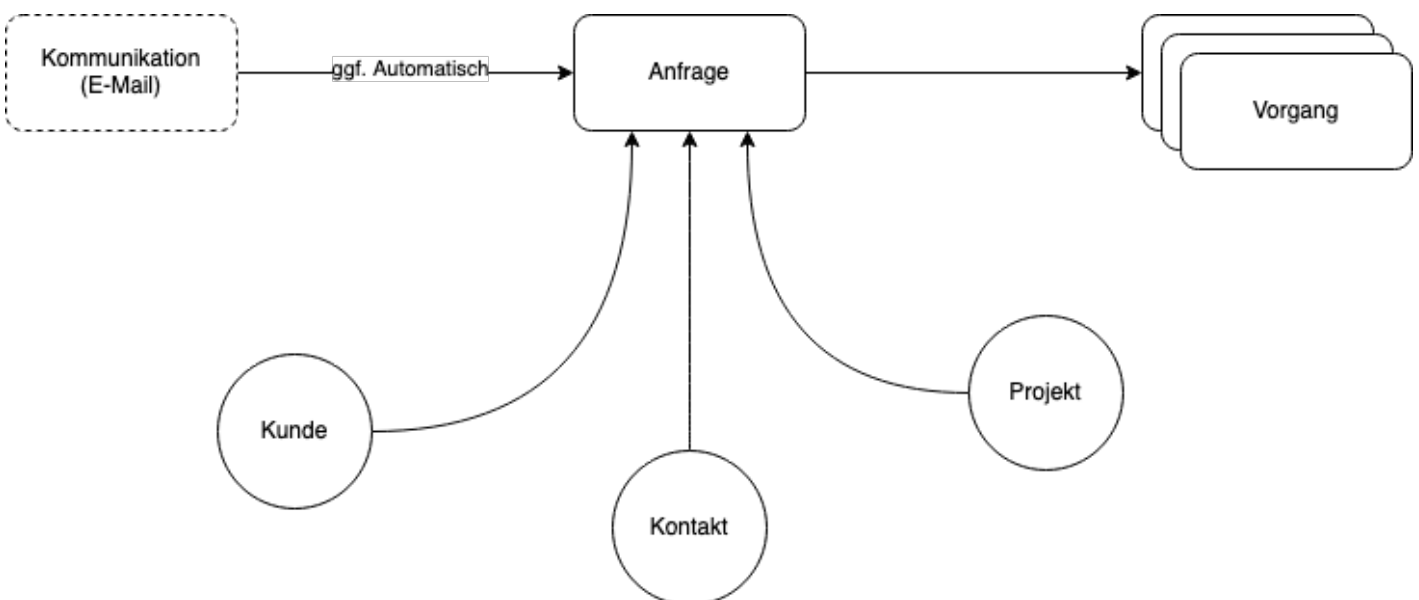 Kommunikation
(E-Mail)
ggf. Automatisch
Anfrage
Vorgang
Kunde
Kontakt
Projekt